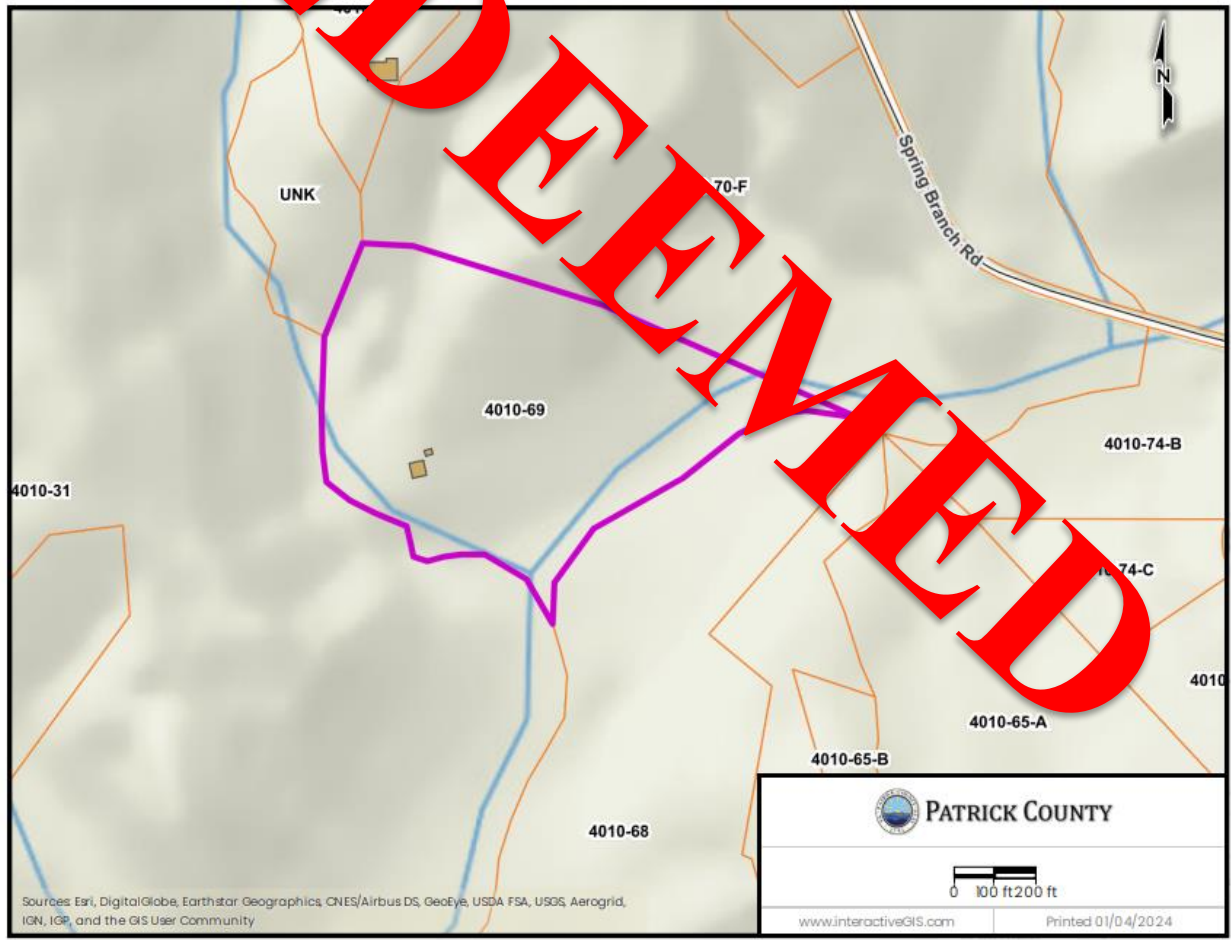 DEEMED
N
Spring Branch Rd
UNK
70-F
4010-69
4010-74-B
4010-31
74-C
4010
4010-65-A
4010-65-B
4010-68
PATRICK COUNTY
0 100 ft 200 ft
Sources: Esri, DigitalGlobe, Earthstar Geographics, CNES/Airbus DS, GeoEye, USDA FSA, USGS, Aerogrid,
IGN, IGP, and the GIS User Community
www.interactiveGIS.com
Printed 01/04/2024